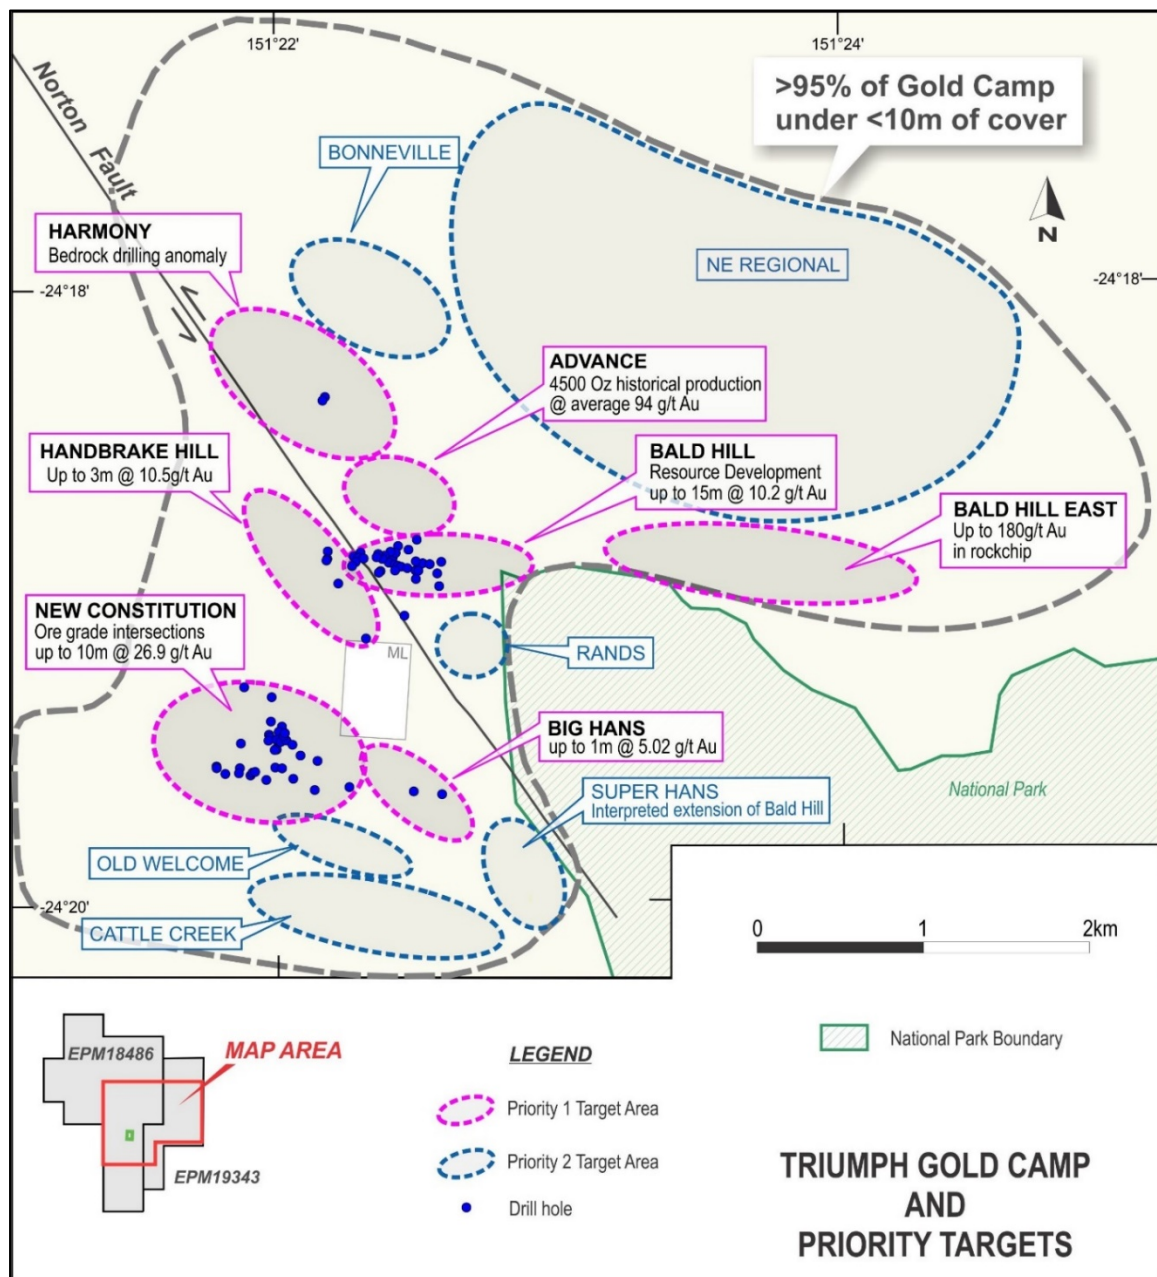 151°22'
151°24'
Norton Fault
>95% of Gold Camp
under <10m of cover
BONNEVILLE
N
HARMONY
Bedrock drilling anomaly
NE REGIONAL
-24°18'
-24°18'
ADVANCE
4500 Oz historical production
@ average 94 g/t Au
HANDBRAKE HILL
Up to 3m @ 10.5g/t Au
BALD HILL
Resource Development
up to 15m @ 10.2 g/t Au
BALD HILL EAST
Up to 180g/t Au
in rockchip
NEW CONSTITUTION
Ore grade intersections
up to 10m @ 26.9 g/t Au
ML
RANDS
BIG HANS
up to 1m @ 5.02 g/t Au
SUPER HANS
Interpreted extension of Bald Hill
National Park
OLD WELCOME
-24°20'
CATTLE CREEK
0 1 2km
EPM18486
MAP AREA
EPM19343
LEGEND
National Park Boundary
Priority 1 Target Area
Priority 2 Target Area
Drill hole
TRIUMPH GOLD CAMP
AND
PRIORITY TARGETS